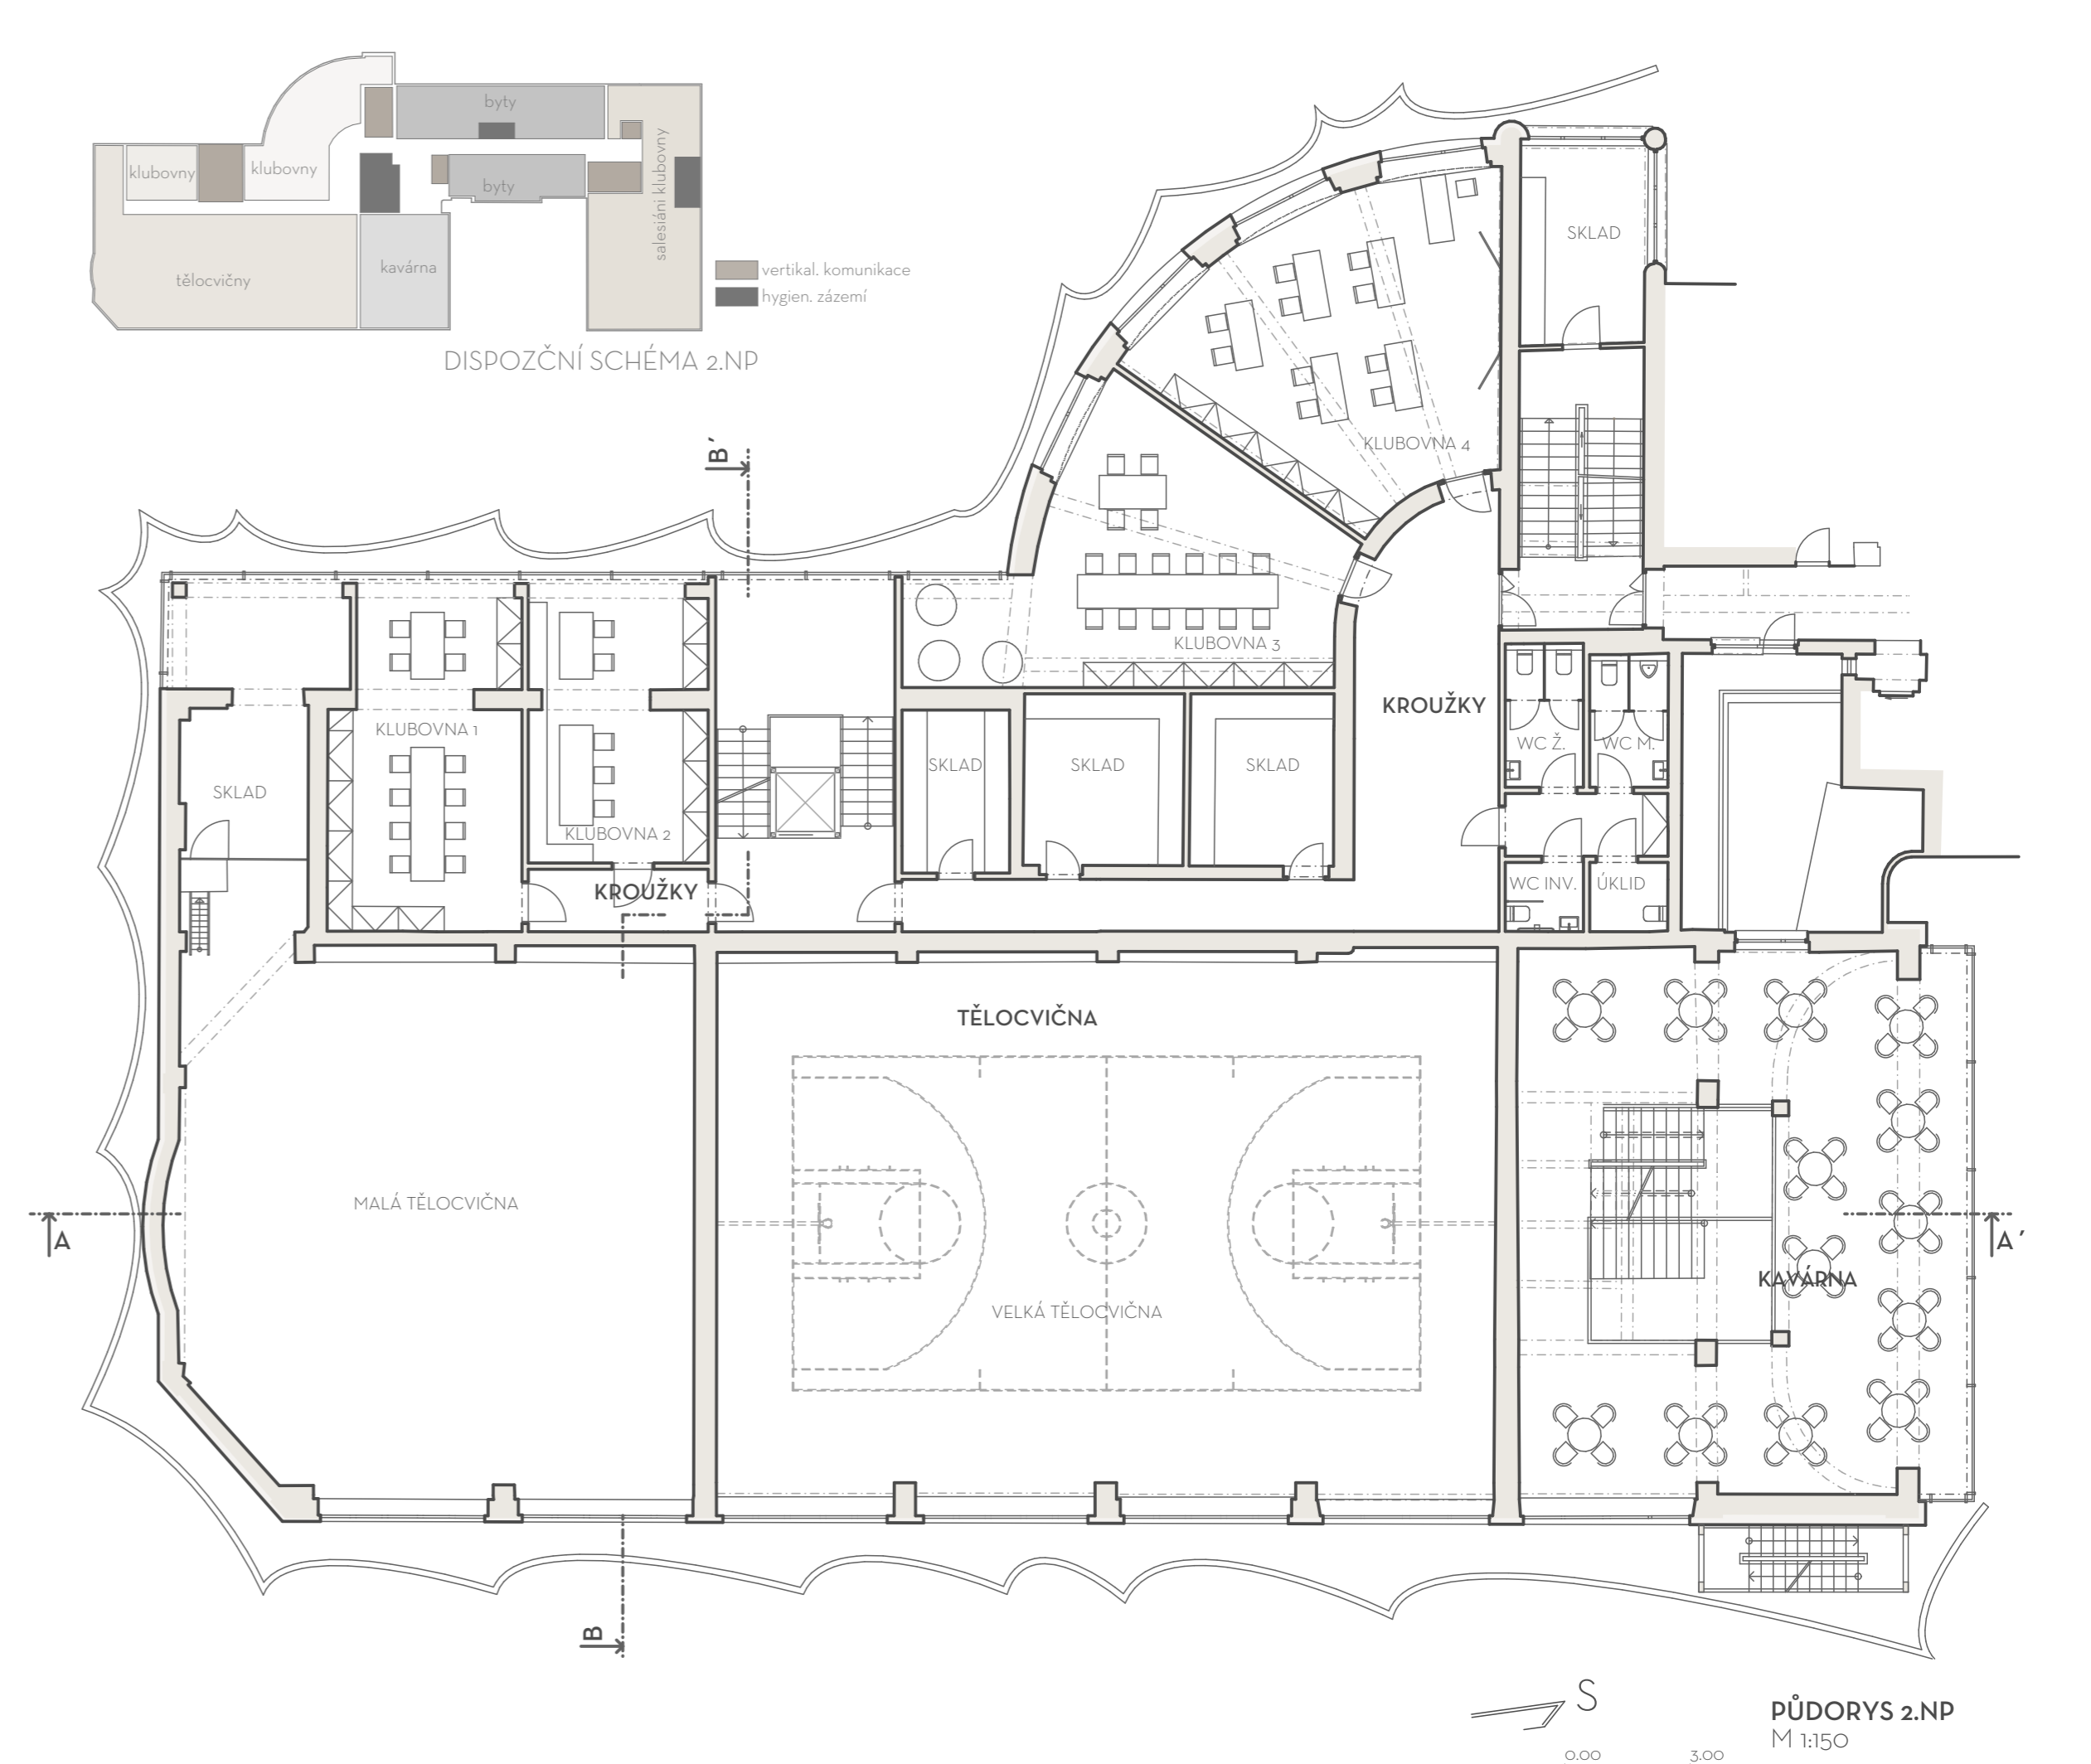 byty
klubovny
klubovny
byty
salesiání klubovny
tělocvičny
kavárna
vertikal. komunikace
hygien. zázemí
DISPOZČNÍ SCHÉMA 2.NP
SKLAD
KLUBOVNA 4
B´
KLUBOVNA 3
KROUŽKY
KLUBOVNA 1
WC Ž.
WC M.
SKLAD
SKLAD
SKLAD
SKLAD
KLUBOVNA 2
KROUŽKY
WC INV.
ÚKLID
TĚLOCVIČNA
MALÁ TĚLOCVIČNA
A
A´
KAVÁRNA
VELKÁ TĚLOCVIČNA
B
S
PŮDORYS 2.NP
M 1:150
0.00
3.00